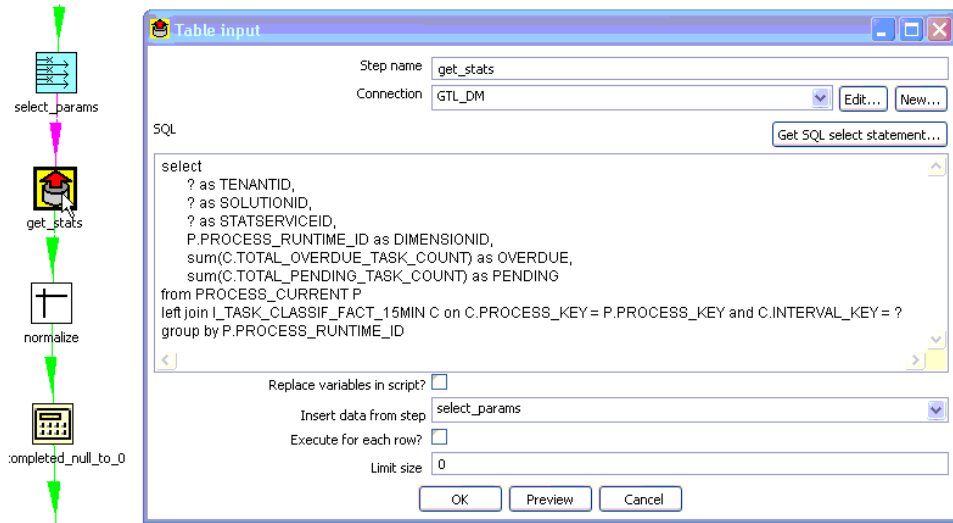 select_params
get_stats
normalize
:ompleted_null_to_0
Table input
Step name get_stats
Connection GTL_DM Edit... New...
SQL Get SQL select statement...
select
? as TENANTID,
? as SOLUTIONID,
? as STATSERVICEID,
P.PROCESS_RUNTIME_ID as DIMENSIONID,
sum(C.TOTAL_OVERDUE_TASK_COUNT) as OVERDUE,
sum(C.TOTAL_PENDING_TASK_COUNT) as PENDING
from PROCESS_CURRENT P
left join I_TASK_CLASSIF_FACT_15MIN C on C.PROCESS_KEY = P.PROCESS_KEY and C.INTERVAL_KEY = ?
group by P.PROCESS_RUNTIME_ID
Replace variables in script?
Insert data from step select_params
Execute for each row?
Limit size 0
OK Preview Cancel